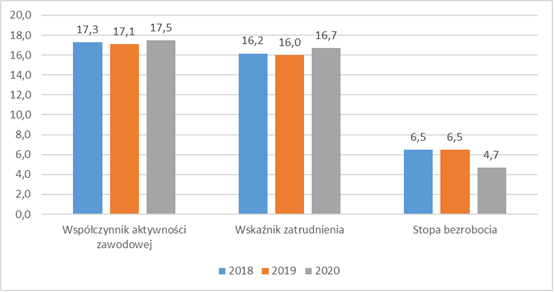 20,0
18,0
16,0
14,0
12,0
10,0
8,0
6,0
4,0
2,0
0,0
17,3 17,1 17,5
16,2 16,0 16,7
6,5 6,5 4,7
Współczynnik aktywności
zawodowej
Wskaźnik zatrudnienia
Stopa bezrobocia
2018 2019 2020